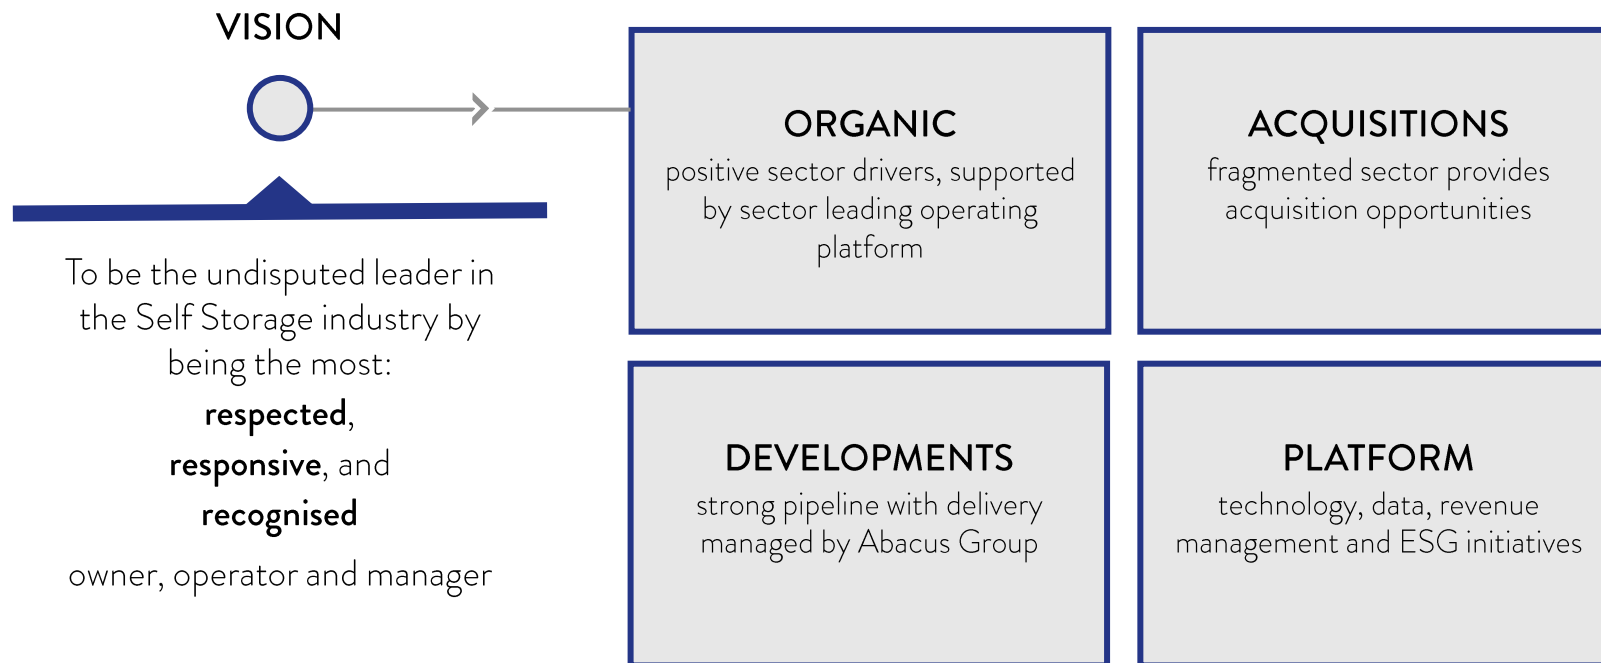 VISION
To be the undisputed leader in
the Self Storage industry by
being the most:
respected,
responsive, and
recognised
owner, operator and manager
ORGANIC
positive sector drivers, supported
by sector leading operating
platform
ACQUISITIONS
fragmented sector provides
acquisition opportunities
DEVELOPMENTS
strong pipeline with delivery
managed by Abacus Group
PLATFORM
technology, data, revenue
management and ESG initiatives